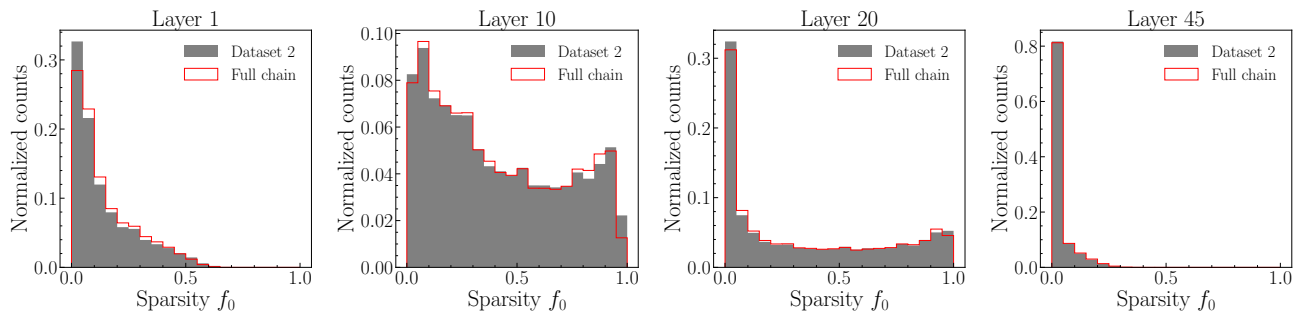 Layer 1
Normalized counts
0.3
0.2
0.1
0.0
Dataset 2
Full chain
0.0 0.5 1.0
Sparsity f₀
Layer 10
Normalized counts
0.10
0.08
0.06
0.04
0.02
0.00
Dataset 2
Full chain
0.0 0.5 1.0
Sparsity f₀
Layer 20
Normalized counts
0.3
0.2
0.1
0.0
Dataset 2
Full chain
0.0 0.5 1.0
Sparsity f₀
Layer 45
Normalized counts
0.8
0.6
0.4
0.2
0.0
Dataset 2
Full chain
0.0 0.5 1.0
Sparsity f₀